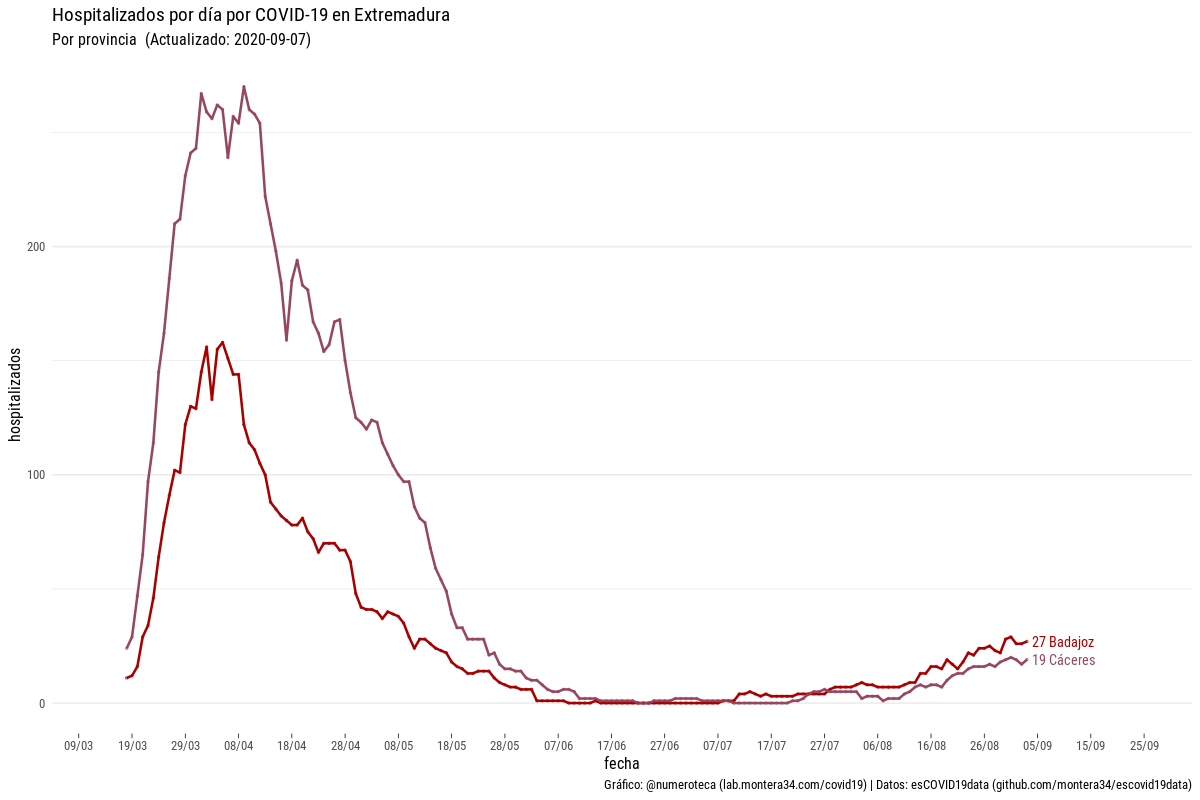 Hospitalizados por día por COVID-19 en Extremadura
Por provincia  (Actualizado: 2020-09-07)
hospitalizados
200
100
0
27 Badajoz
19 Cáceres
09/03 19/03 29/03 08/04 18/04 28/04 08/05 18/05 28/05 07/06 17/06 27/06 07/07 17/07 27/07 06/08 16/08 26/08 05/09 15/09 25/09
fecha
Gráfico: @numeroteca (lab.montera34.com/covid19) | Datos: esCOVID19data (github.com/montera34/escovid19data)